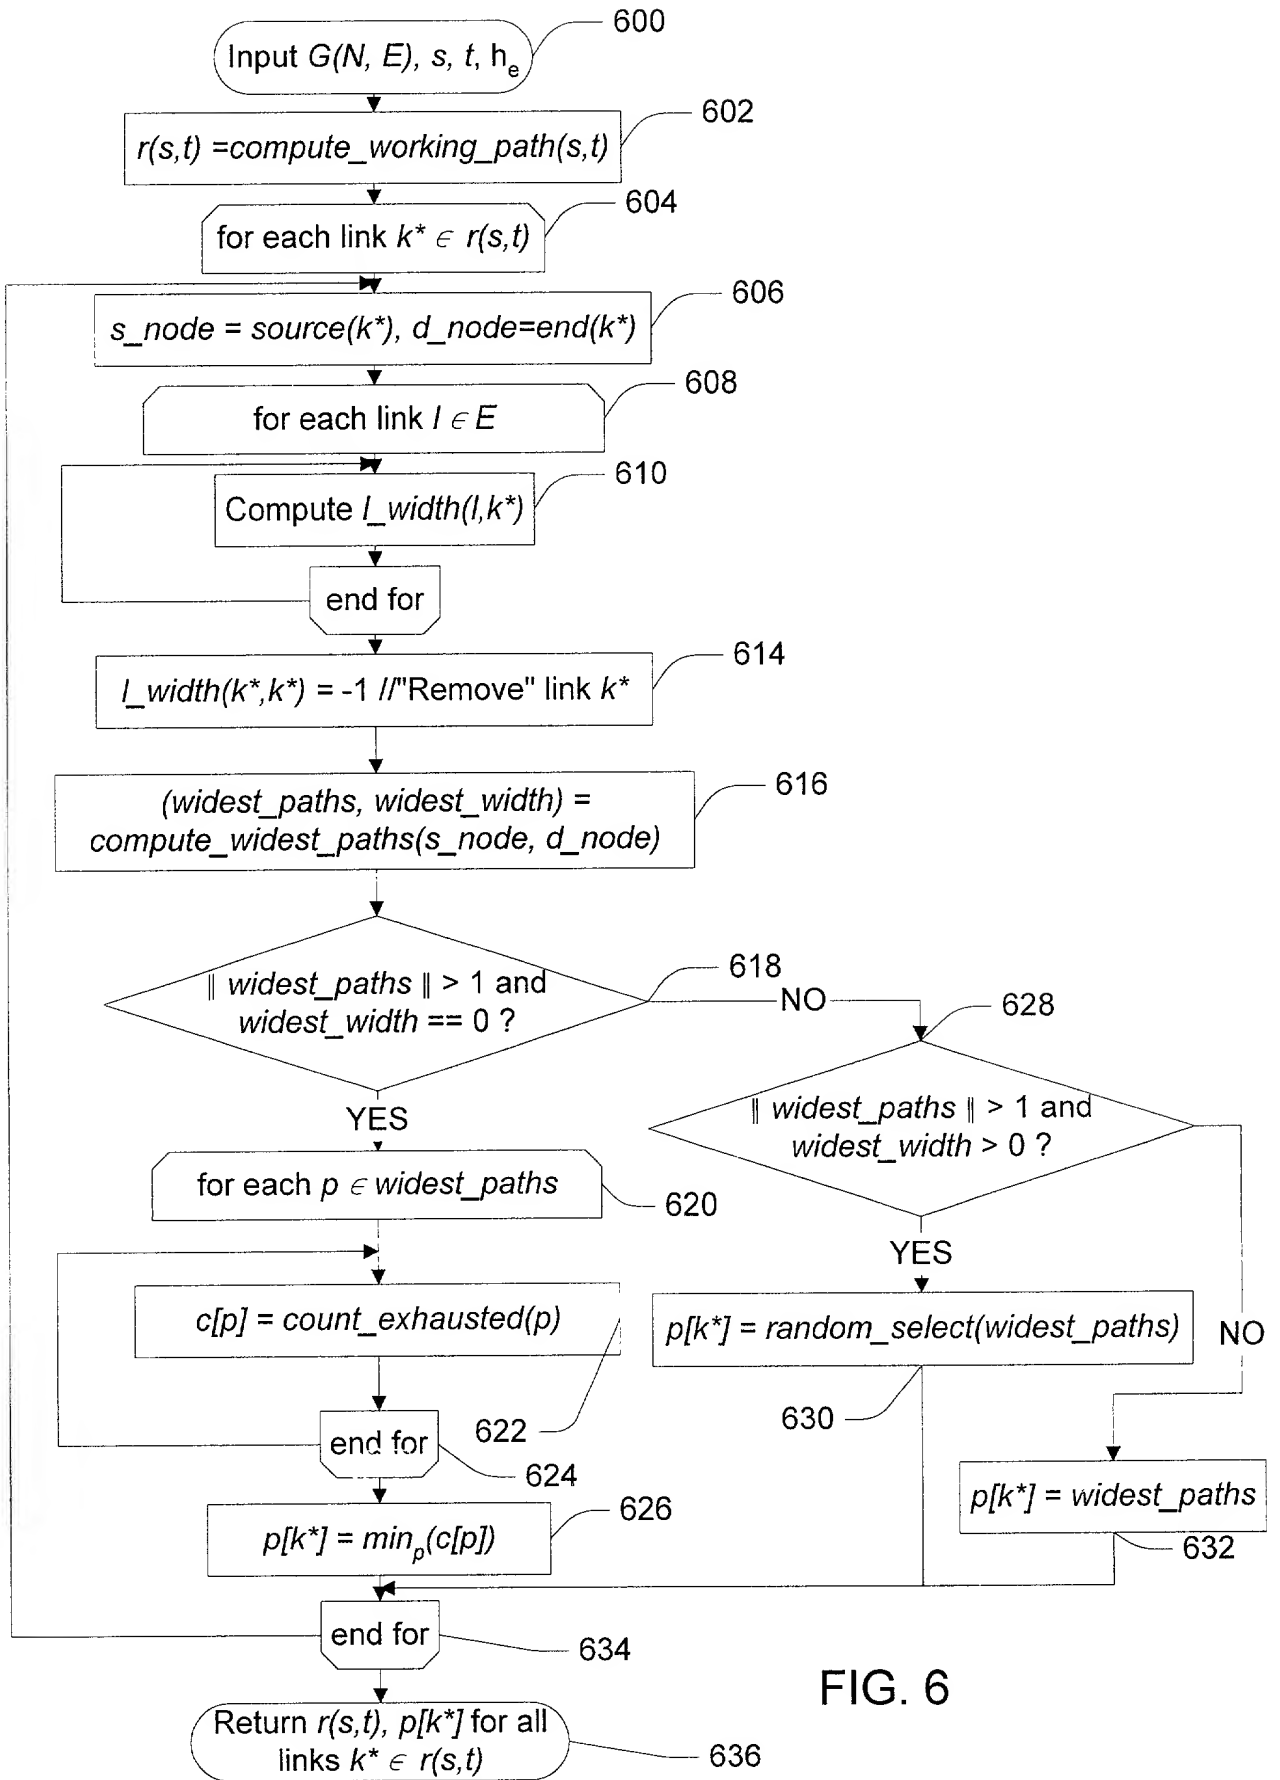 Input G(N, E), s, t, h_e
600
r(s,t) =compute_working_path(s,t)
602
for each link k* ∈ r(s,t)
604
s_node = source(k*), d_node=end(k*)
606
for each link l ∈ E
608
Compute l_width(l,k*)
610
end for
l_width(k*,k*) = -1 //"Remove" link k*
614
(widest_paths, widest_width) =
compute_widest_paths(s_node, d_node)
616
|| widest_paths || > 1 and
widest_width == 0 ?
618
NO
YES
628
|| widest_paths || > 1 and
widest_width > 0 ?
YES
NO
for each p ∈ widest_paths
620
c[p] = count_exhausted(p)
622
p[k*] = random_select(widest_paths)
630
end for
624
p[k*] = widest_paths
632
p[k*] = min_p(c[p])
626
end for
634
Return r(s,t), p[k*] for all
links k* ∈ r(s,t)
636
FIG. 6